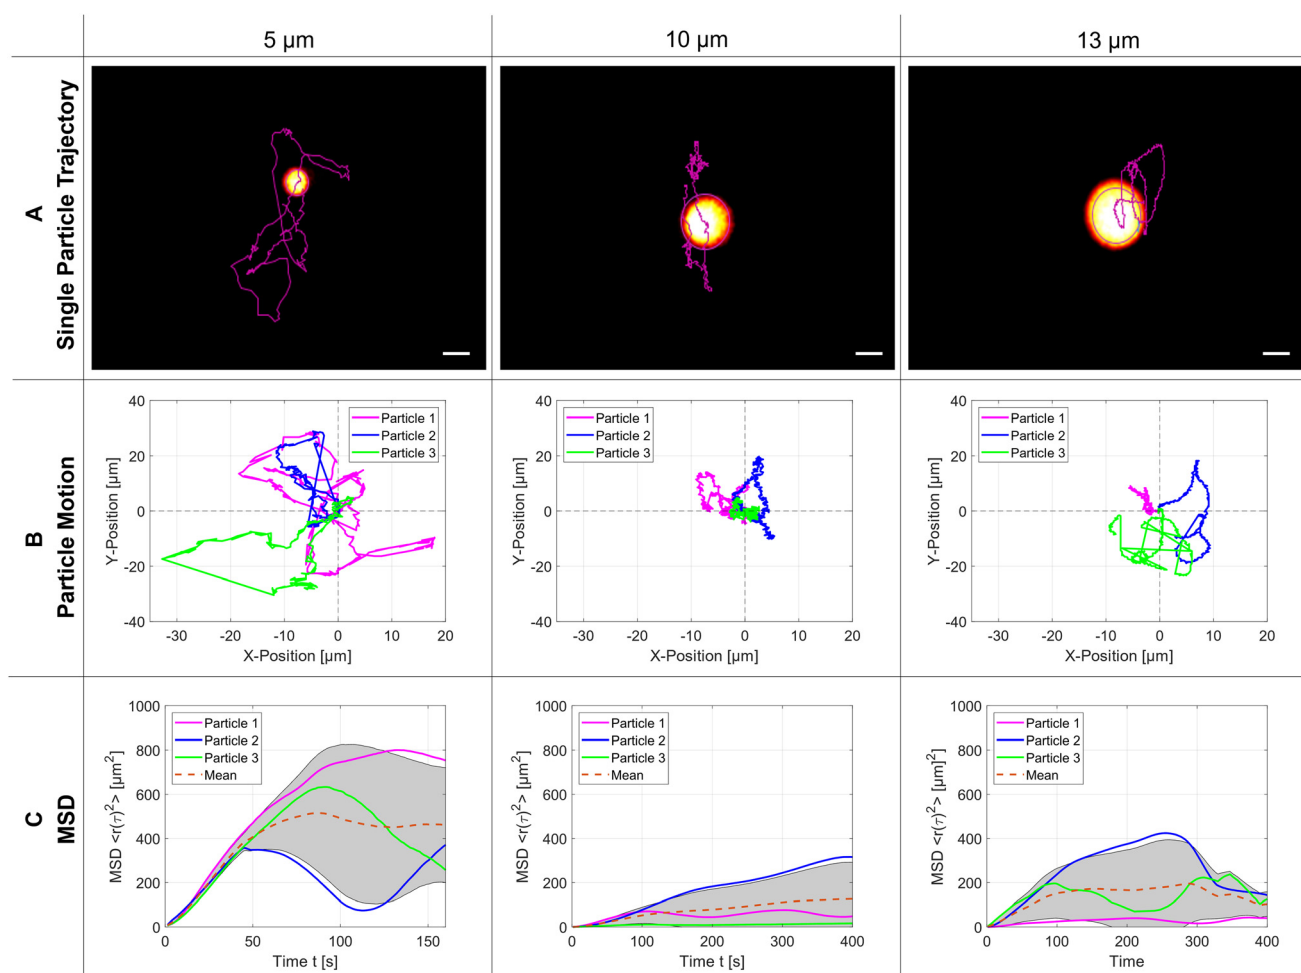 5 µm
10 µm
13 µm
A
Single Particle Trajectory
B
Particle Motion
40
20
0
-20
-40
-30
-20
-10
0
10
20
Y-Position [µm]
X-Position [µm]
Particle 1
Particle 2
Particle 3
40
20
0
-20
-40
-30
-20
-10
0
10
20
Y-Position [µm]
X-Position [µm]
Particle 1
Particle 2
Particle 3
40
20
0
-20
-40
-30
-20
-10
0
10
20
Y-Position [µm]
X-Position [µm]
Particle 1
Particle 2
Particle 3
C
MSD
1000
800
600
400
200
0
0
50
100
150
MSD <r(τ)²> [µm²]
Time t [s]
Particle 1
Particle 2
Particle 3
Mean
1000
800
600
400
200
0
0
100
200
300
400
MSD <r(τ)²> [µm²]
Time t [s]
Particle 1
Particle 2
Particle 3
Mean
1000
800
600
400
200
0
0
100
200
300
400
MSD <r(τ)²> [µm]²
Time
Particle 1
Particle 2
Particle 3
Mean